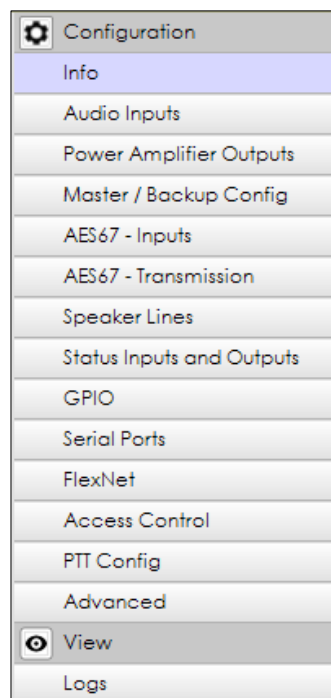 Configuration
Info
Audio Inputs
Power Amplifier Outputs
Master / Backup Config
AES67 - Inputs
AES67 - Transmission
Speaker Lines
Status Inputs and Outputs
GPIO
Serial Ports
FlexNet
Access Control
PTT Config
Advanced
View
Logs